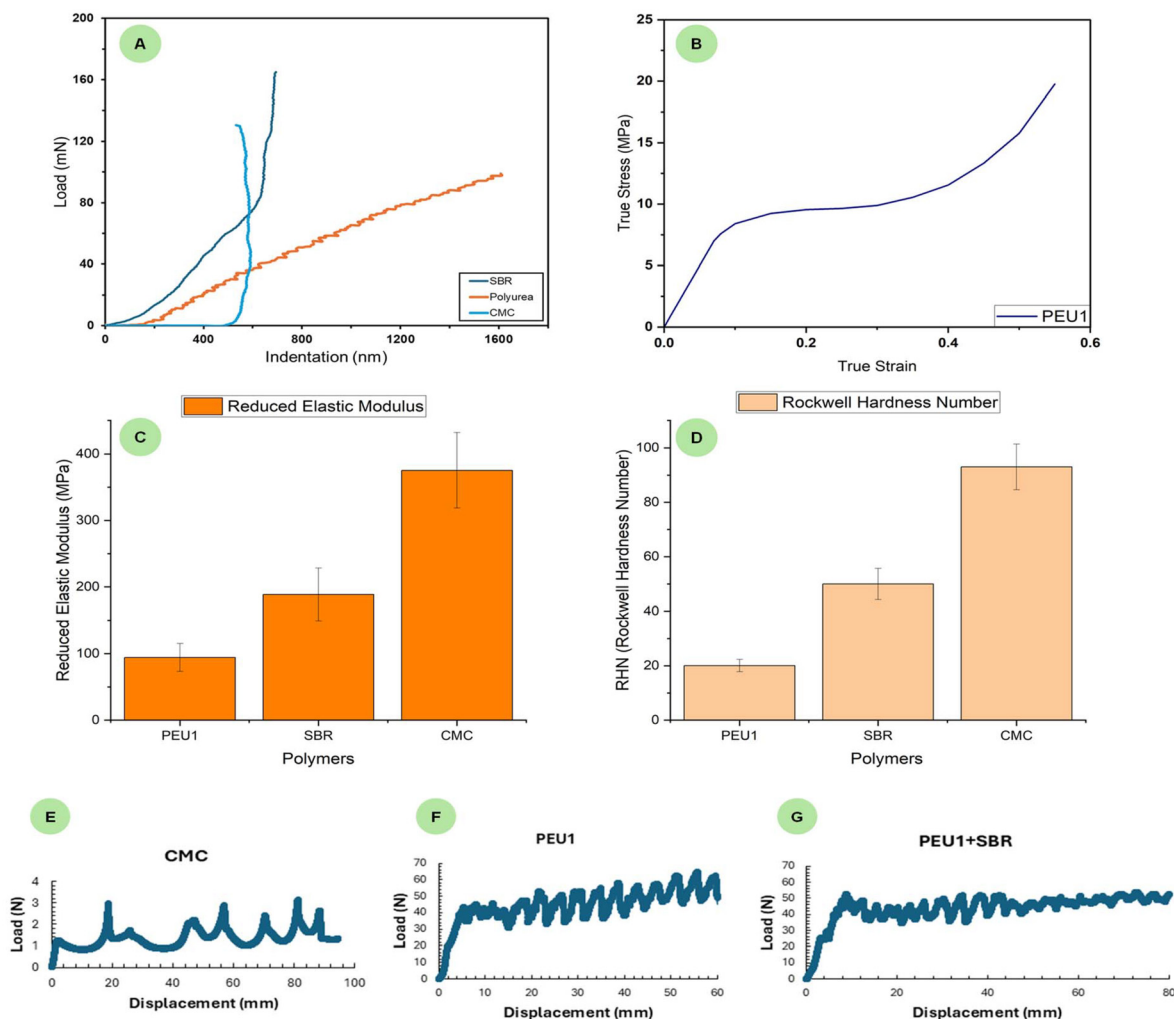 A
200
160
120
80
40
0
Load (mN)
0
400
800
1200
1600
Indentation (nm)
SBR
Polyurea
CMC
B
25
20
15
10
5
0
True Stress (MPa)
0.0
0.2
0.4
0.6
True Strain
PEU1
C
Reduced Elastic Modulus
400
300
200
100
0
Reduced Elastic Modulus (MPa)
PEU1
SBR
CMC
Polymers
D
Rockwell Hardness Number
100
80
60
40
20
0
RHN (Rockwell Hardness Number)
PEU1
SBR
CMC
Polymers
E
CMC
4
3
2
1
0
Load (N)
0
20
40
60
80
100
Displacement (mm)
F
PEU1
70
60
50
40
30
20
10
0
Load (N)
0
10
20
30
40
50
60
Displacement (mm)
G
PEU1+SBR
70
60
50
40
30
20
10
0
Load (N)
0
20
40
60
80
Displacement (mm)